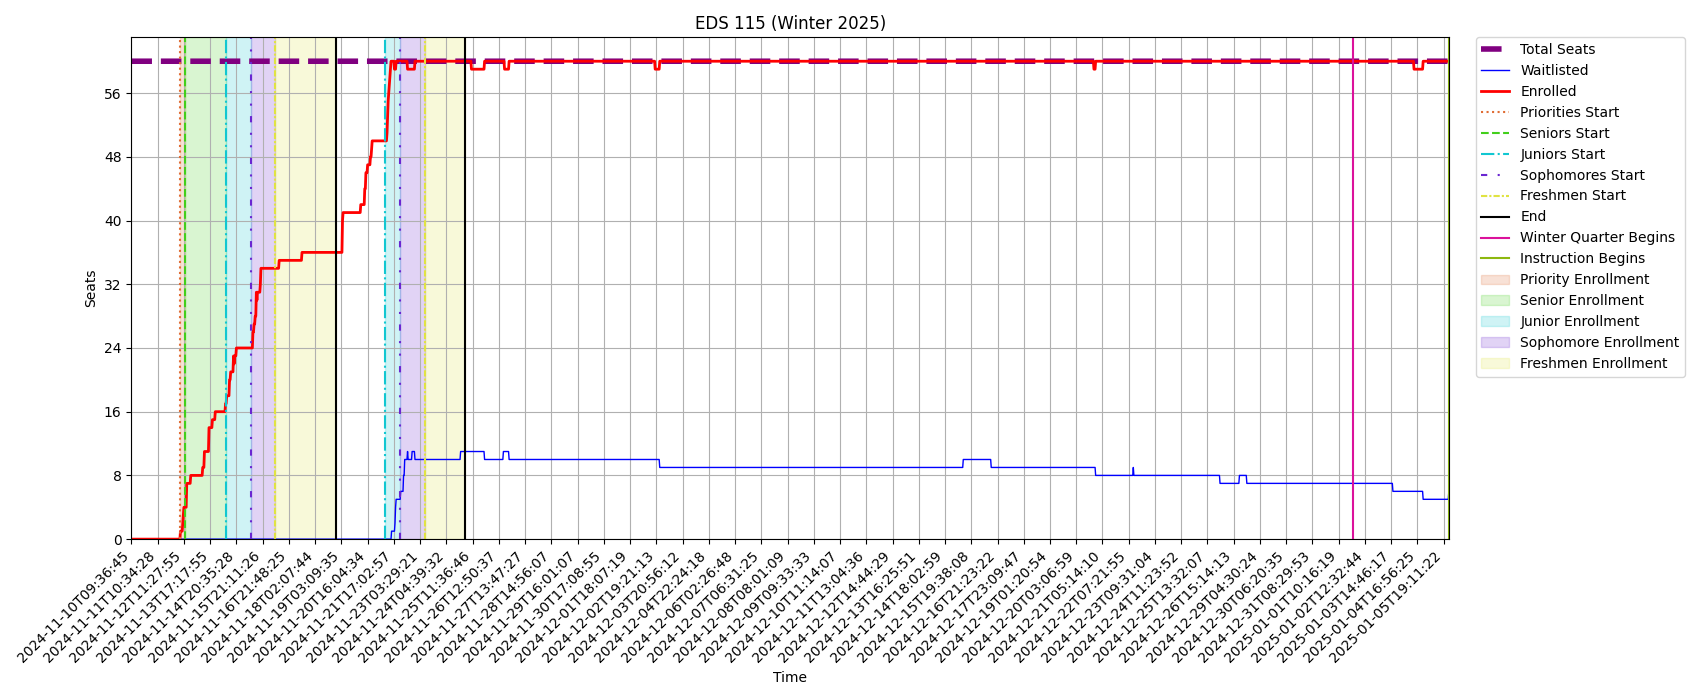 EDS 115 (Winter 2025)
Seats
56
48
40
32
24
16
8
0
2024-11-10T09:36:45
2024-11-11T10:34:28
2024-11-12T11:27:55
2024-11-13T17:17:55
2024-11-14T20:35:28
2024-11-15T21:11:26
2024-11-16T21:48:23
2024-11-18T02:07:44
2024-11-19T03:09:35
2024-11-20T16:04:34
2024-11-21T17:02:57
2024-11-23T03:29:21
2024-11-24T04:39:32
2024-11-25T11:36:46
2024-11-26T12:50:37
2024-11-27T13:47:27
2024-11-28T14:56:07
2024-11-29T16:01:07
2024-11-30T17:08:55
2024-12-01T18:07:19
2024-12-02T19:21:13
2024-12-03T20:56:12
2024-12-04T22:24:18
2024-12-06T02:26:48
2024-12-07T06:31:25
2024-12-08T08:01:09
2024-12-09T09:33:33
2024-12-10T11:14:07
2024-12-11T13:04:36
2024-12-12T14:44:29
2024-12-13T16:25:51
2024-12-14T18:02:59
2024-12-15T19:38:08
2024-12-16T21:23:22
2024-12-17T23:09:47
2024-12-19T01:20:54
2024-12-20T03:06:59
2024-12-21T05:14:10
2024-12-22T07:21:55
2024-12-23T09:31:04
2024-12-24T11:23:52
2024-12-25T13:32:07
2024-12-26T15:14:13
2024-12-29T04:30:24
2024-12-30T06:20:35
2024-12-31T08:29:53
2025-01-01T10:16:19
2025-01-02T12:32:44
2025-01-03T14:46:17
2025-01-04T16:56:25
2025-01-05T19:11:22
Time
Total Seats
Waitlisted
Enrolled
Priorities Start
Seniors Start
Juniors Start
Sophomores Start
Freshmen Start
End
Winter Quarter Begins
Instruction Begins
Priority Enrollment
Senior Enrollment
Junior Enrollment
Sophomore Enrollment
Freshmen Enrollment